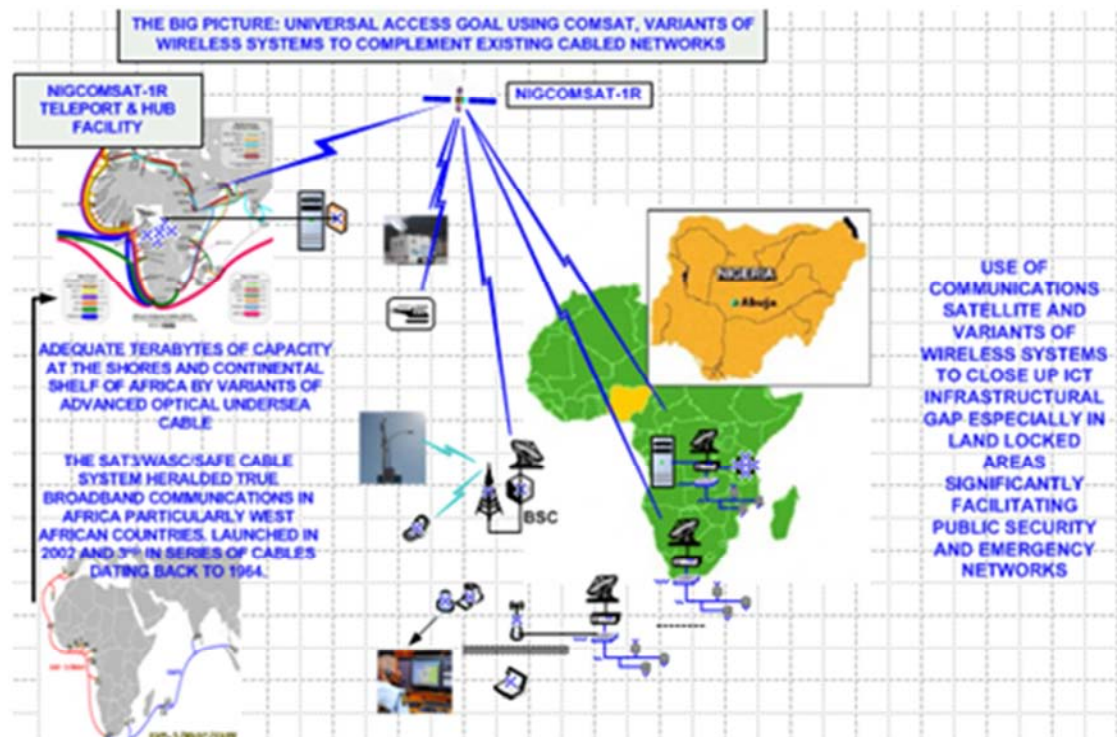 THE BIG PICTURE: UNIVERSAL ACCESS GOAL USING COMSAT, VARIANTS OF
WIRELESS SYSTEMS TO COMPLEMENT EXISTING CABLED NETWORKS
NIGCOMSAT-1R
TELEPORT & HUB
FACILITY
NIGCOMSAT-1R
NIGERIA
Abuja
ADEQUATE TERABYTES OF CAPACITY
AT THE SHORES AND CONTINENTAL
SHELF OF AFRICA BY VARIANTS OF
ADVANCED OPTICAL UNDERSEA
CABLE
THE SAT3/WASC/SAFE CABLE
SYSTEM HERALDED TRUE
BROADBAND COMMUNICATIONS IN
AFRICA PARTICULARLY WEST
AFRICAN COUNTRIES. LAUNCHED IN
2002 AND 3RD IN SERIES OF CABLES
DATING BACK TO 1964.
BSC
USE OF
COMMUNICATIONS
SATELLITE AND
VARIANTS OF
WIRELESS SYSTEMS
TO CLOSE UP ICT
INFRASTRUCTURAL
GAP ESPECIALLY IN
LAND LOCKED
AREAS
SIGNIFICANTLY
FACILITATING
PUBLIC SECURITY
AND EMERGENCY
NETWORKS